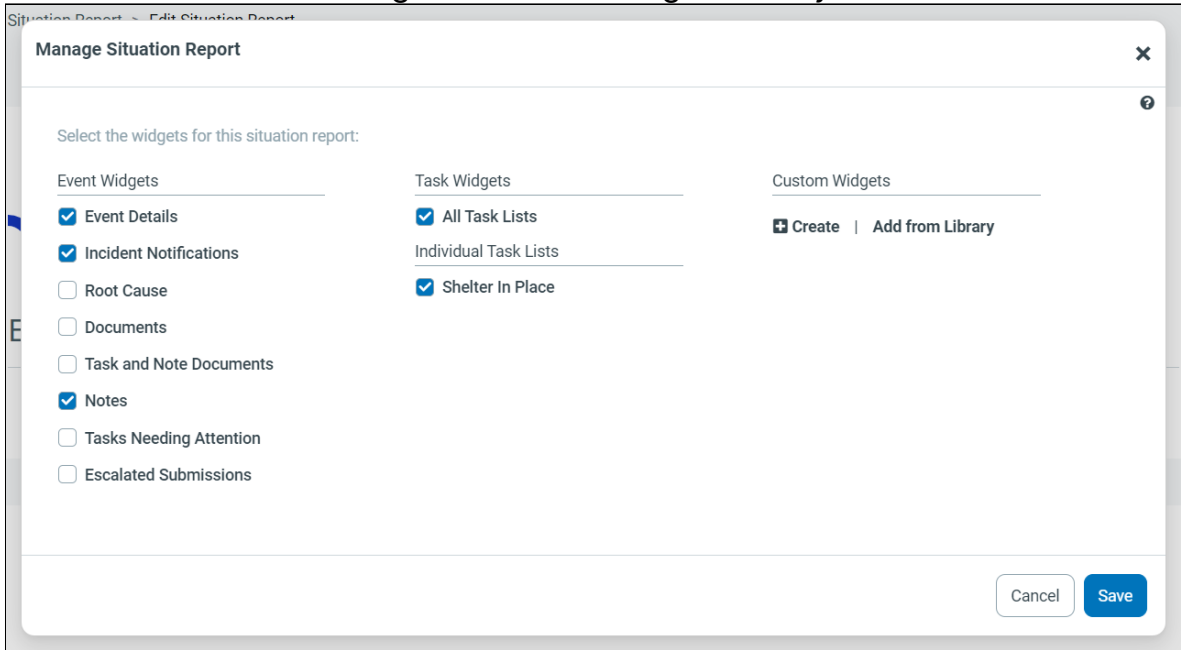 Situation Report > Edit Situation Report
Manage Situation Report
Select the widgets for this situation report:
Event Widgets
Event Details
Incident Notifications
Root Cause
Documents
Task and Note Documents
Notes
Tasks Needing Attention
Escalated Submissions
Task Widgets
All Task Lists
Individual Task Lists
Shelter In Place
Custom Widgets
Create | Add from Library
E
Cancel
Save